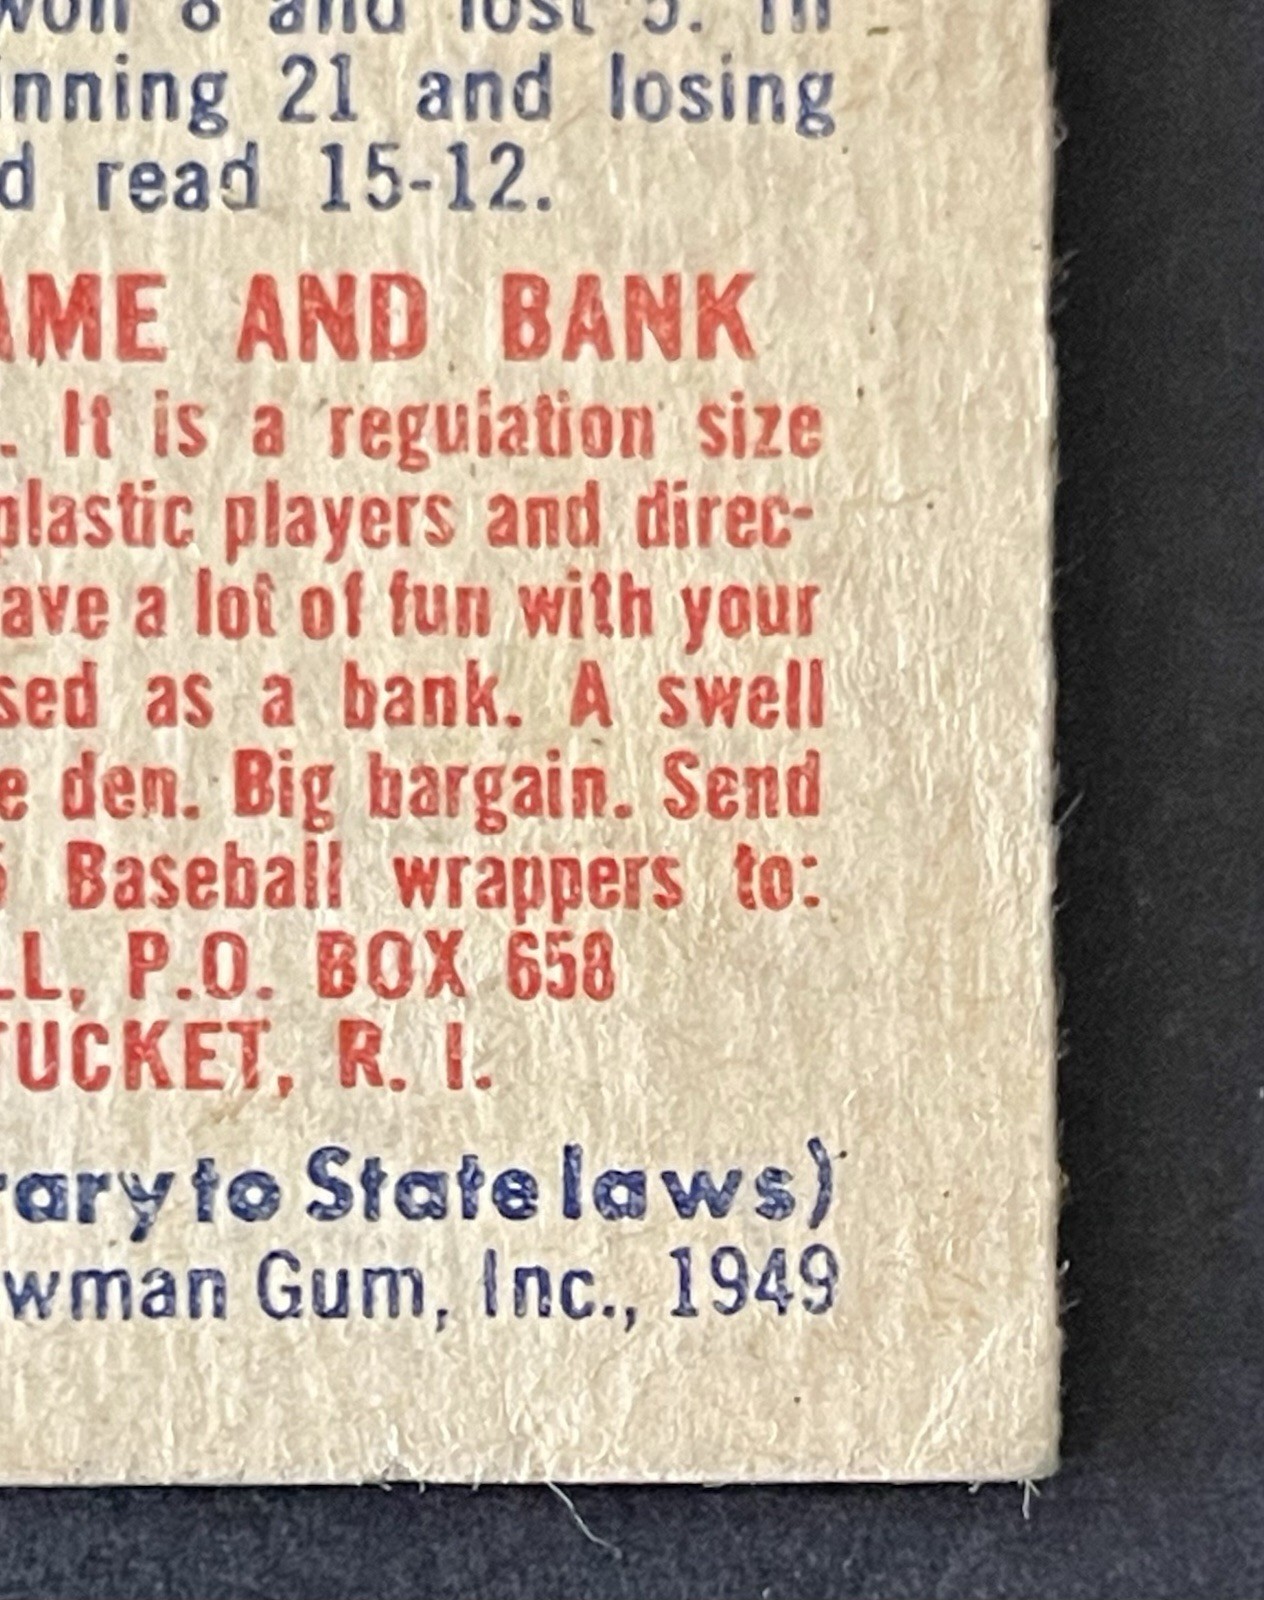 won 8 and lost 5. In
inning 21 and losing
d read 15-12.
AME AND BANK
. It is a regulation size
plastic players and direc-
ave a lot of fun with your
sed as a bank. A swell
e den. Big bargain. Send
5 Baseball wrappers to:
LL, P.O. BOX 658
TUCKET, R. I.
rary to State laws)
owman Gum, Inc., 1949